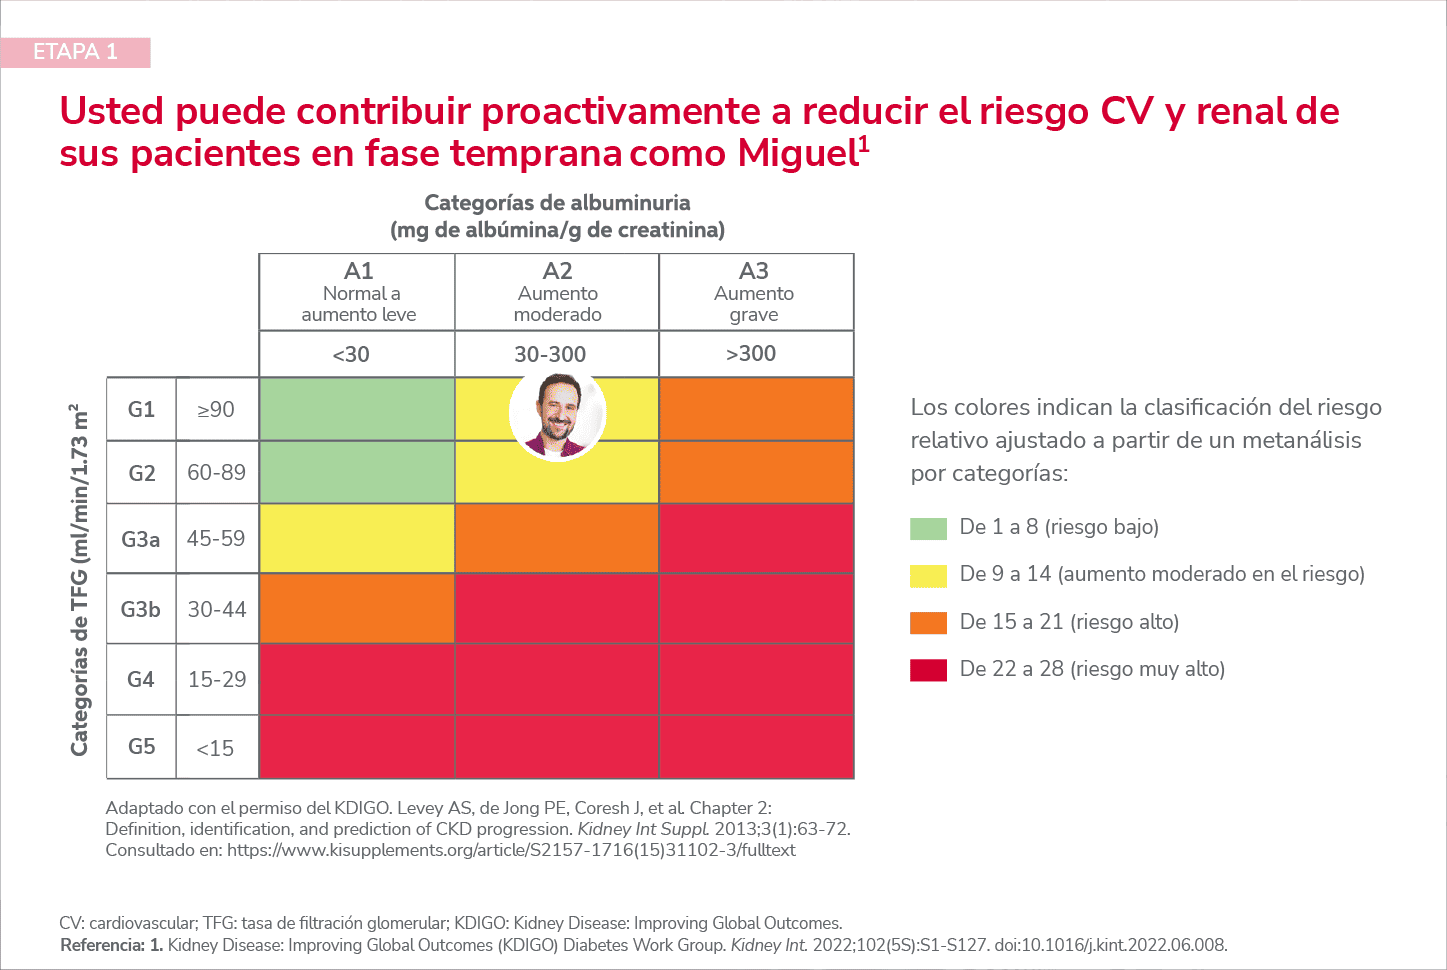 ETAPA 1
Usted puede contribuir proactivamente a reducir el riesgo CV y renal de
sus pacientes en fase temprana como Miguel¹
Categorías de albuminuria
(mg de albúmina/g de creatinina)
A1
Normal a
aumento leve
A2
Aumento
moderado
A3
Aumento
grave
<30
30-300
>300
Categorías de TFG (ml/min/1.73 m²
G1 ≥90
G2 60-89
G3a 45-59
G3b 30-44
G4 15-29
G5 <15
Los colores indican la clasificación del riesgo
relativo ajustado a partir de un metanálisis
por categorías:
De 1 a 8 (riesgo bajo)
De 9 a 14 (aumento moderado en el riesgo)
De 15 a 21 (riesgo alto)
De 22 a 28 (riesgo muy alto)
Adaptado con el permiso del KDIGO. Levey AS, de Jong PE, Coresh J, et al. Chapter 2:
Definition, identification, and prediction of CKD progression. Kidney Int Suppl. 2013;3(1):63-72.
Consultado en: https://www.kisupplements.org/article/S2157-1716(15)31102-3/fulltext
CV: cardiovascular; TFG: tasa de filtración glomerular; KDIGO: Kidney Disease: Improving Global Outcomes.
Referencia: 1. Kidney Disease: Improving Global Outcomes (KDIGO) Diabetes Work Group. Kidney Int. 2022;102(5S):S1-S127. doi:10.1016/j.kint.2022.06.008.